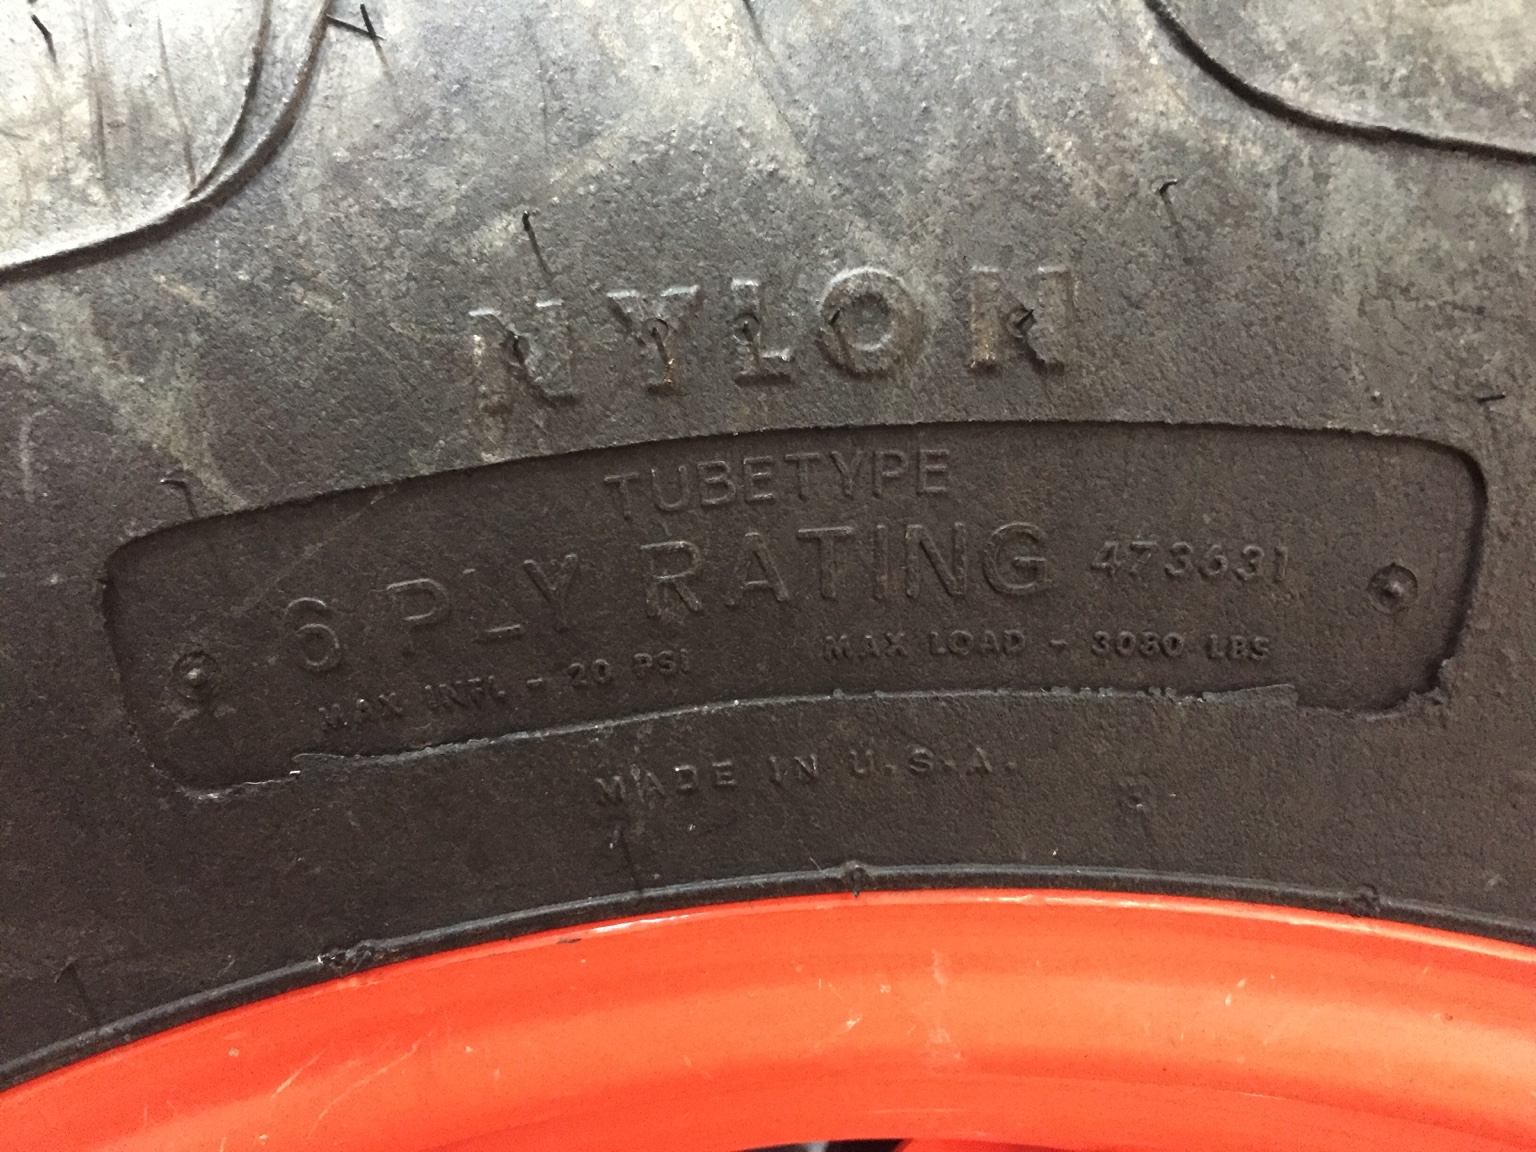 NYLON
TUBETYPE
6 PLY RATING 473631
MAX INFL - 20 PSI MAX LOAD - 3080 LBS
MADE IN U.S.A.